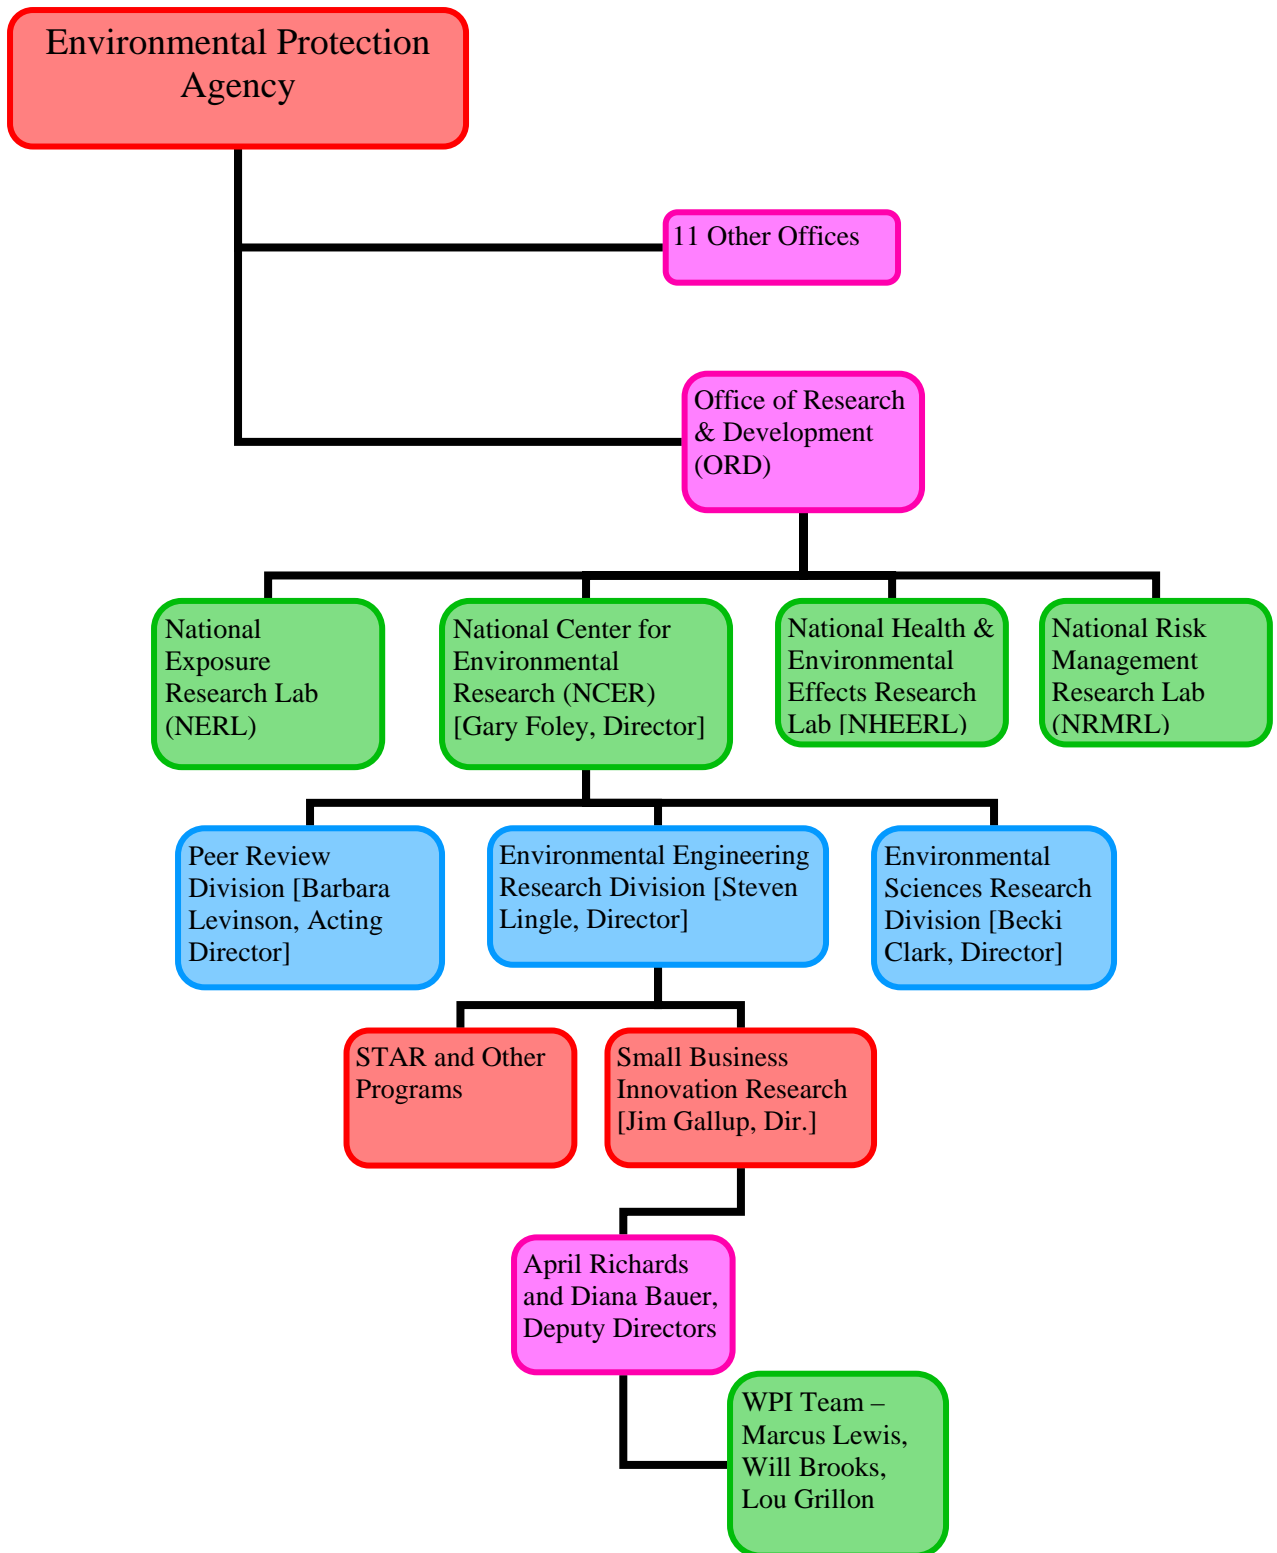 Environmental Protection
Agency
11 Other Offices
Office of Research
& Development
(ORD)
National
Exposure
Research Lab
(NERL)
National Center for
Environmental
Research (NCER)
[Gary Foley, Director]
National Health &
Environmental
Effects Research
Lab [NHEERL)
National Risk
Management
Research Lab
(NRMRL)
Peer Review
Division [Barbara
Levinson, Acting
Director]
Environmental Engineering
Research Division [Steven
Lingle, Director]
Environmental
Sciences Research
Division [Becki
Clark, Director]
STAR and Other
Programs
Small Business
Innovation Research
[Jim Gallup, Dir.]
April Richards
and Diana Bauer,
Deputy Directors
WPI Team –
Marcus Lewis,
Will Brooks,
Lou Grillon